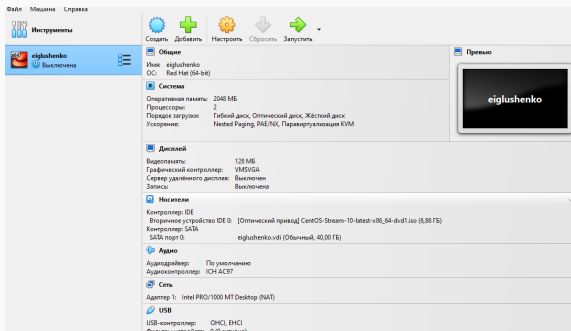 Файл Машина Справка
Инструменты
Создать Добавить Настроить Сбросить Запустить
eiglushenko
Выключена
Общие
Имя: eiglushenko
ОС: Red Hat (64-bit)
Система
Оперативная память: 2048 МБ
Процессоры: 2
Порядок загрузки: Гибкий диск, Оптический диск, Жёсткий диск
Ускорение: Nested Paging, PAE/NX, Паравиртуализация KVM
Превью
eiglushenko
Дисплей
Видеопамять: 128 МБ
Графический контроллер: VMSVGA
Сервер удалённого дисплея: Выключен
Запись: Выключена
Носители
Контроллер: IDE
Вторичное устройство IDE 0: [Оптический привод] CentOS-Stream-10-latest-x86_64-dvd1.iso (6,86 ГБ)
Контроллер: SATA
SATA порт 0: eiglushenko.vdi (Обычный, 40,00 ГБ)
Аудио
Аудиодрайвер: По умолчанию
Аудиоконтроллер: ICH AC97
Сеть
Адаптер 1: Intel PRO/1000 MT Desktop (NAT)
USB
USB-контроллер: OHCI, EHCI